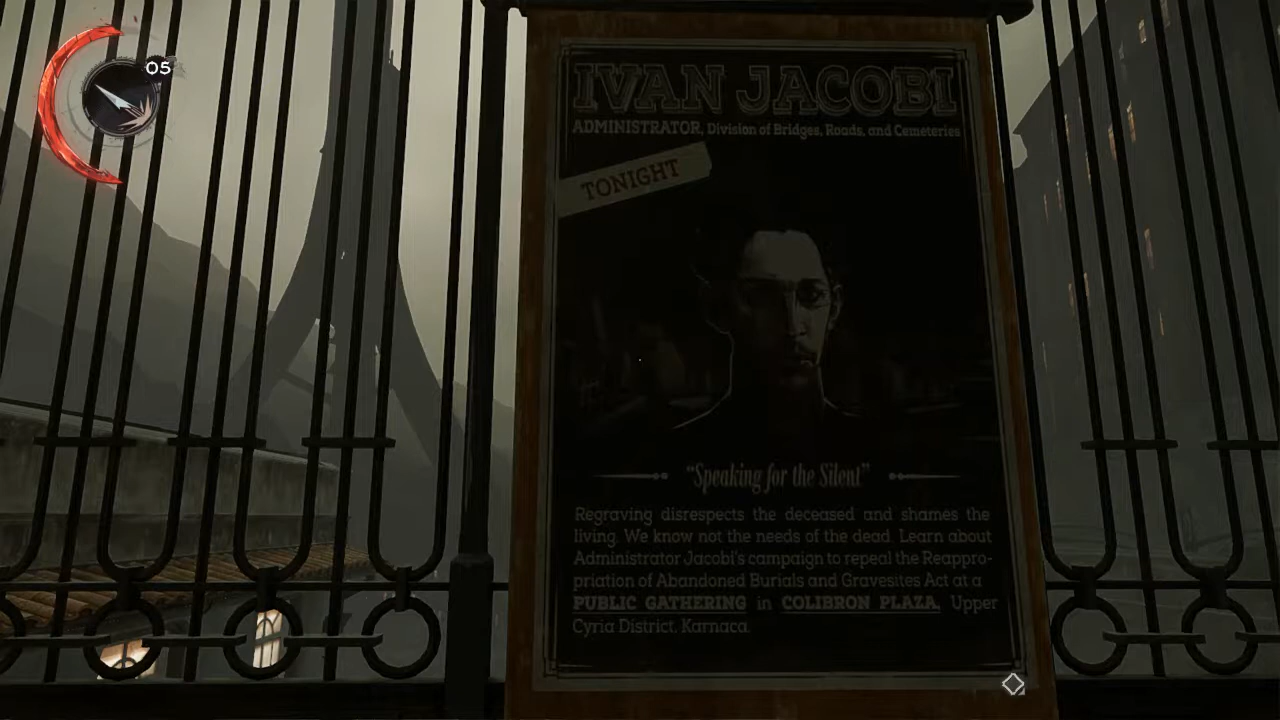 05
IVAN JACOBI
ADMINISTRATOR, Division of Bridges, Roads, and Cemeteries
TONIGHT
"Speaking for the Silent"
Regraving disrespects the deceased and shames the
living. We know not the needs of the dead. Learn about
Administrator Jacobi's campaign to repeal the Reappro-
priation of Abandoned Burials and Gravesites Act at a
PUBLIC GATHERING in COLIBRON PLAZA, Upper
Cyria District, Karnaca.